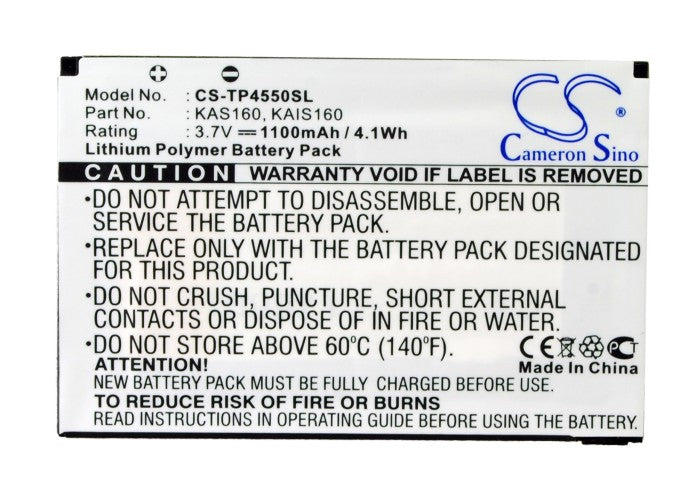 Model No. : CS-TP4550SL
Part No. : KAS160, KAIS160
Rating : 3.7V⎓1100mAh / 4.1Wh
Lithium Polymer Battery Pack
CS
®
Cameron Sino
CAUTION WARRANTY VOID IF LABEL IS REMOVED
•DO NOT ATTEMPT TO DISASSEMBLE, OPEN OR
SERVICE THE BATTERY PACK.
•REPLACE ONLY WITH THE BATTERY PACK DESIGNATED
FOR THIS BATTERY.
•DO NOT CRUSH, PUNCTURE, SHORT EXTERNAL
CONTACTS OR DISPOSE OF IN FIRE OR WATER.
•DO NOT STORE ABOVE 60°C (140°F).
CE PCT
Made In China
ATTENTION:
NEW BATTERY PACK MUST BE FULLY CHARGED BEFORE USE.
TO REDUCE RISK OF FIRE OR BURNS
READ INSTRUCTIONS IN OPERATING GUIDE BEFORE USING THE BATTERY.